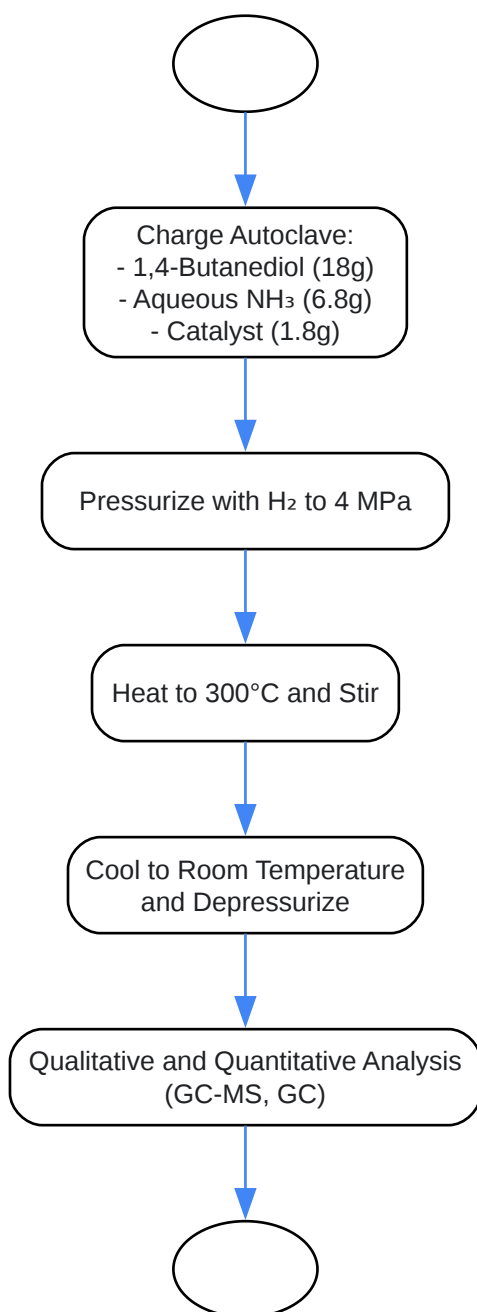 Charge Autoclave:
- 1,4-Butanediol (18g)
- Aqueous NH₃ (6.8g)
- Catalyst (1.8g)
Pressurize with H₂ to 4 MPa
Heat to 300°C and Stir
Cool to Room Temperature
and Depressurize
Qualitative and Quantitative Analysis
(GC-MS, GC)